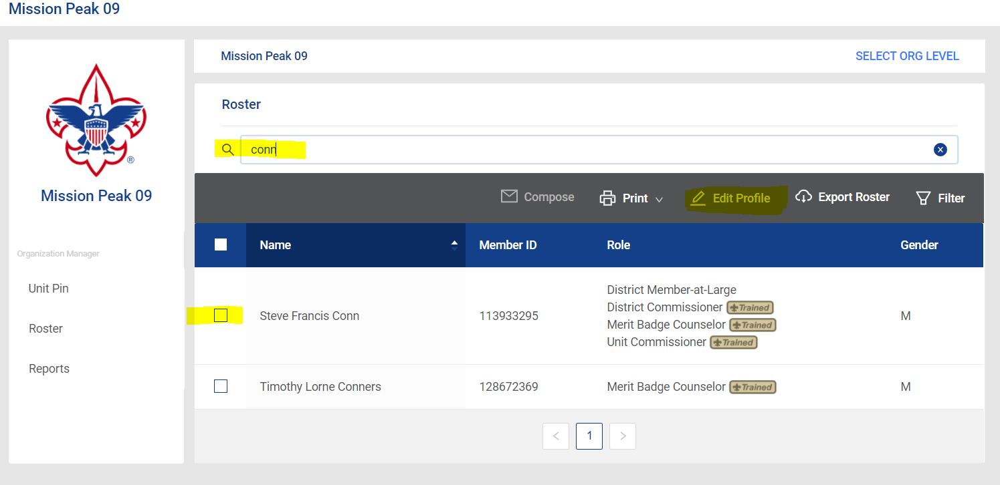 Mission Peak 09
Mission Peak 09
SELECT ORG LEVEL
®
Mission Peak 09
Organization Manager
Unit Pin
Roster
Reports
Roster
conn
x
Compose
Print
Edit Profile
Export Roster
Filter
Name
Member ID
Role
Gender
Steve Francis Conn
113933295
District Member-at-Large
District Commissioner Trained
Merit Badge Counselor Trained
Unit Commissioner Trained
M
Timothy Lorne Conners
128672369
Merit Badge Counselor Trained
M
< 1 >